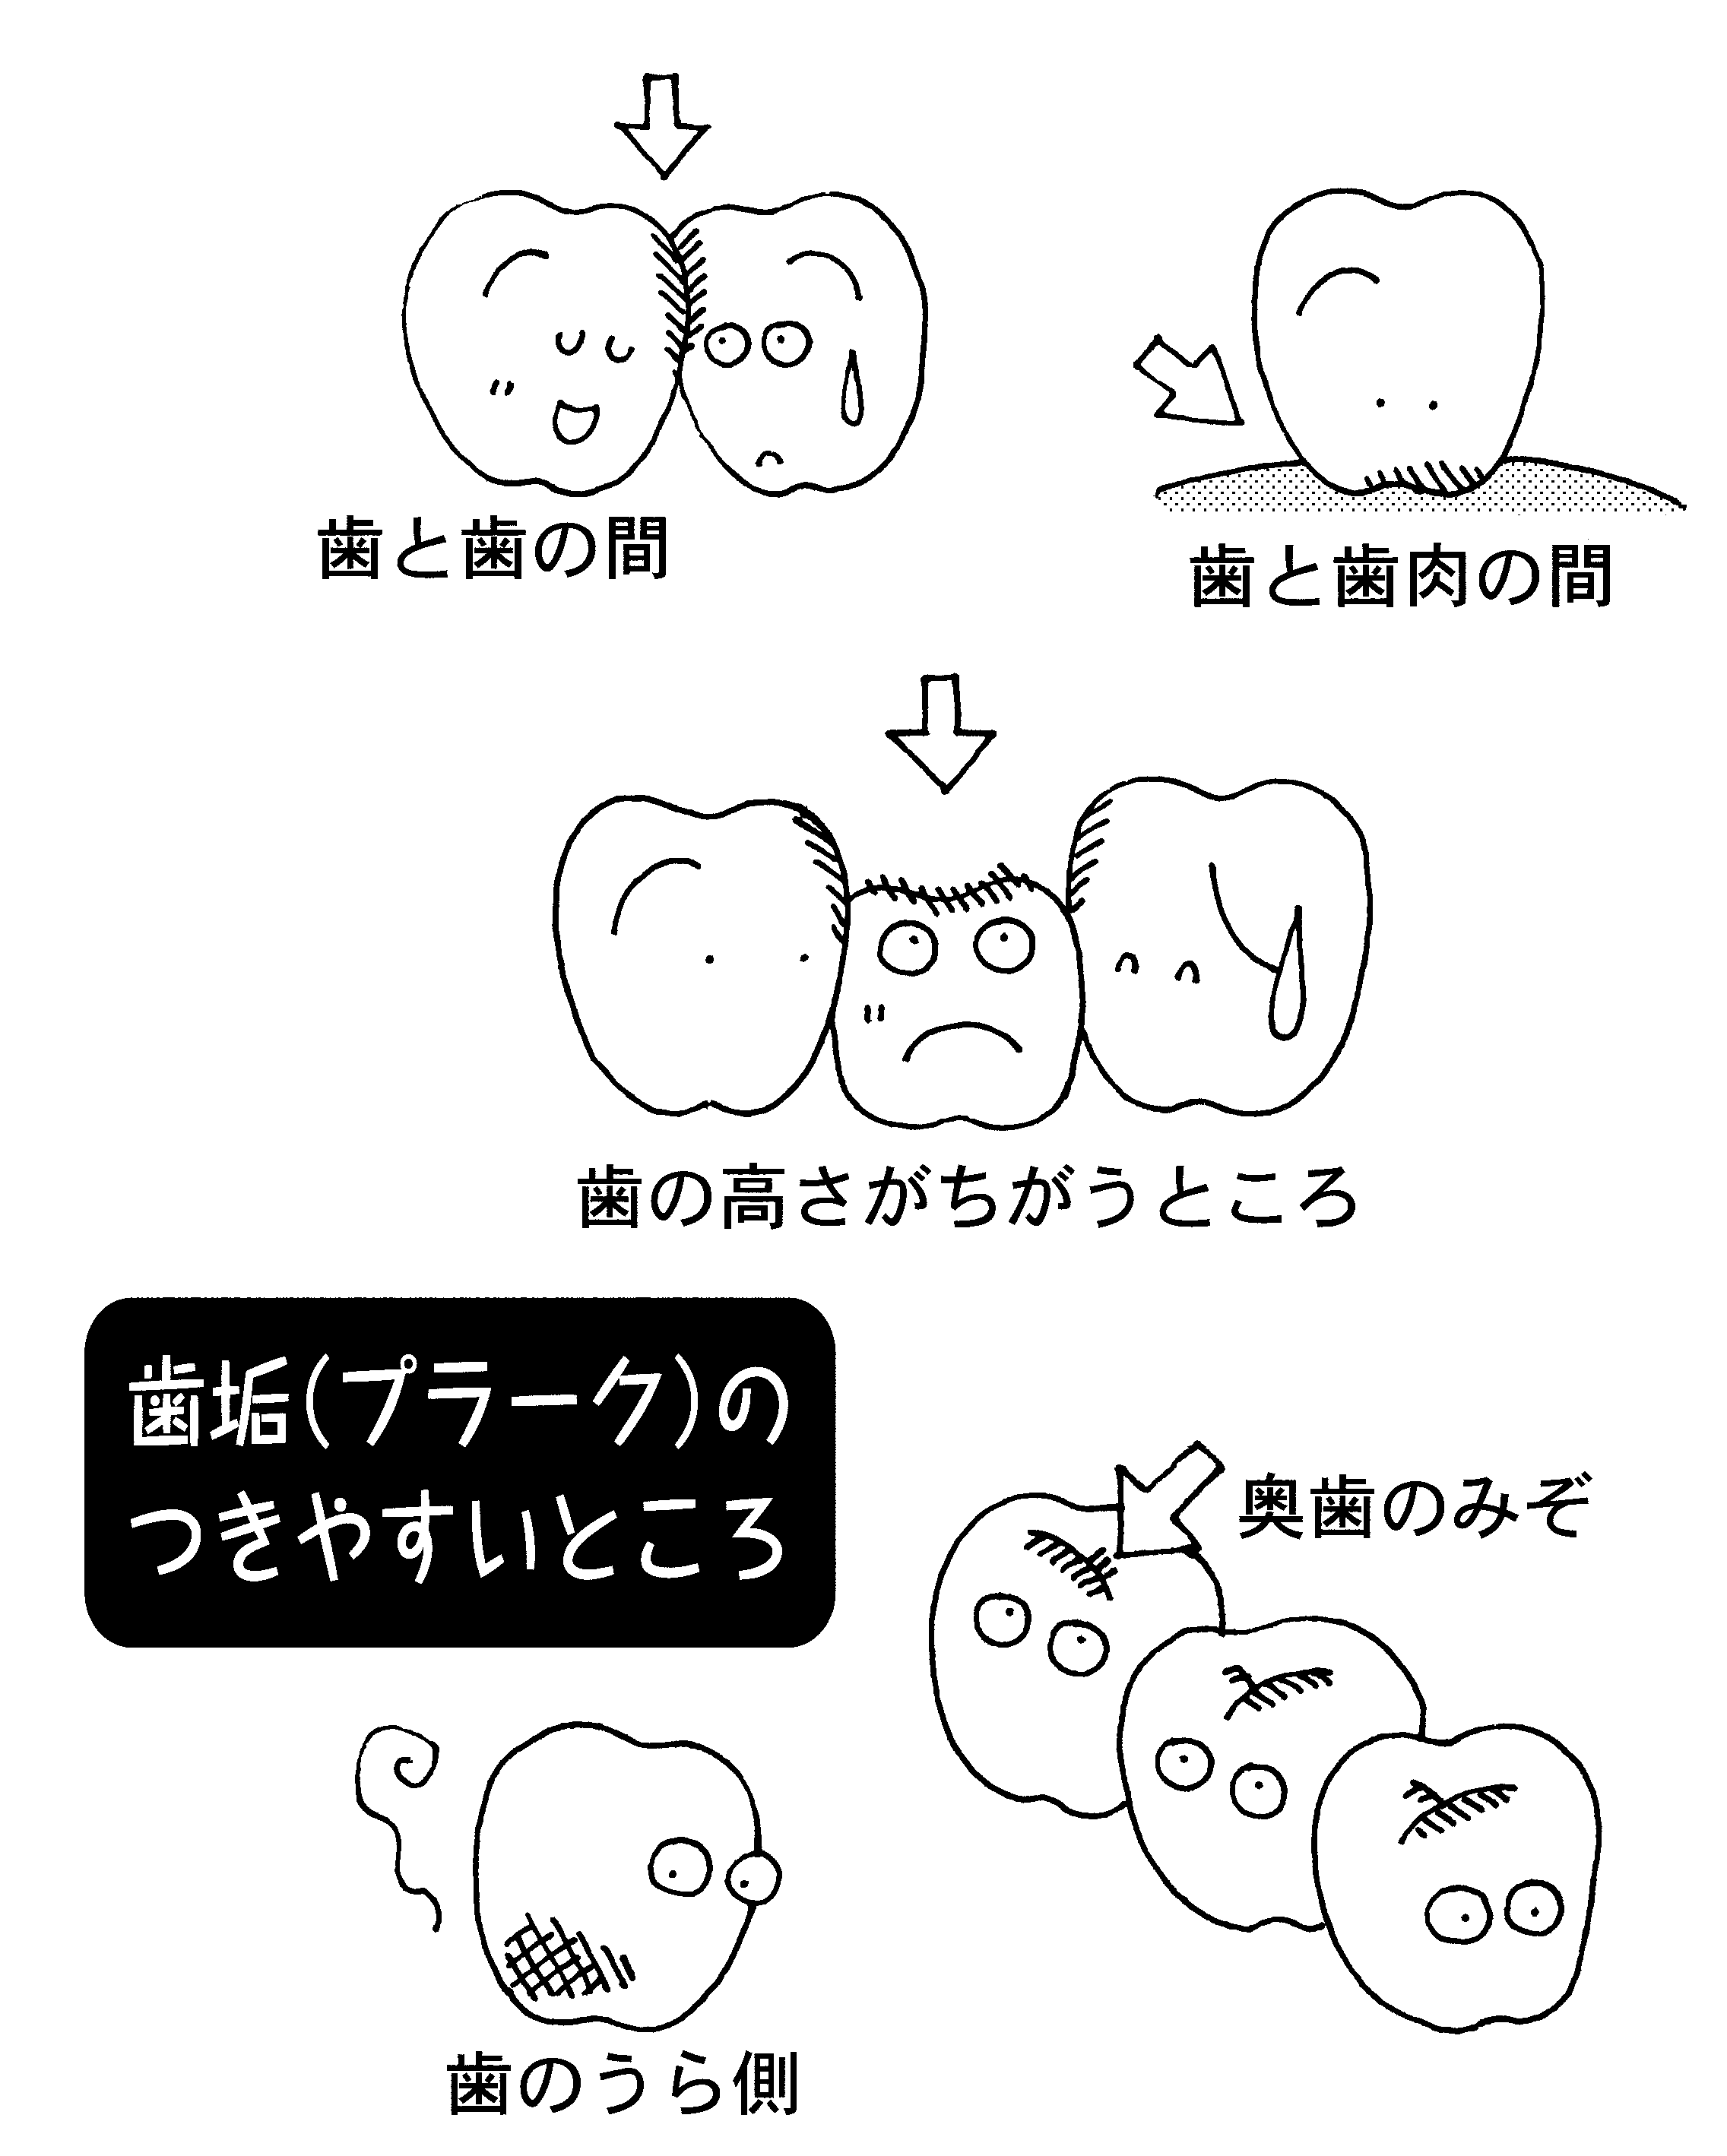 歯と歯の間
歯と歯肉の間
歯の高さがちがうところ
歯垢(プラーク)の
つきやすいところ
奥歯のみぞ
歯のうら側